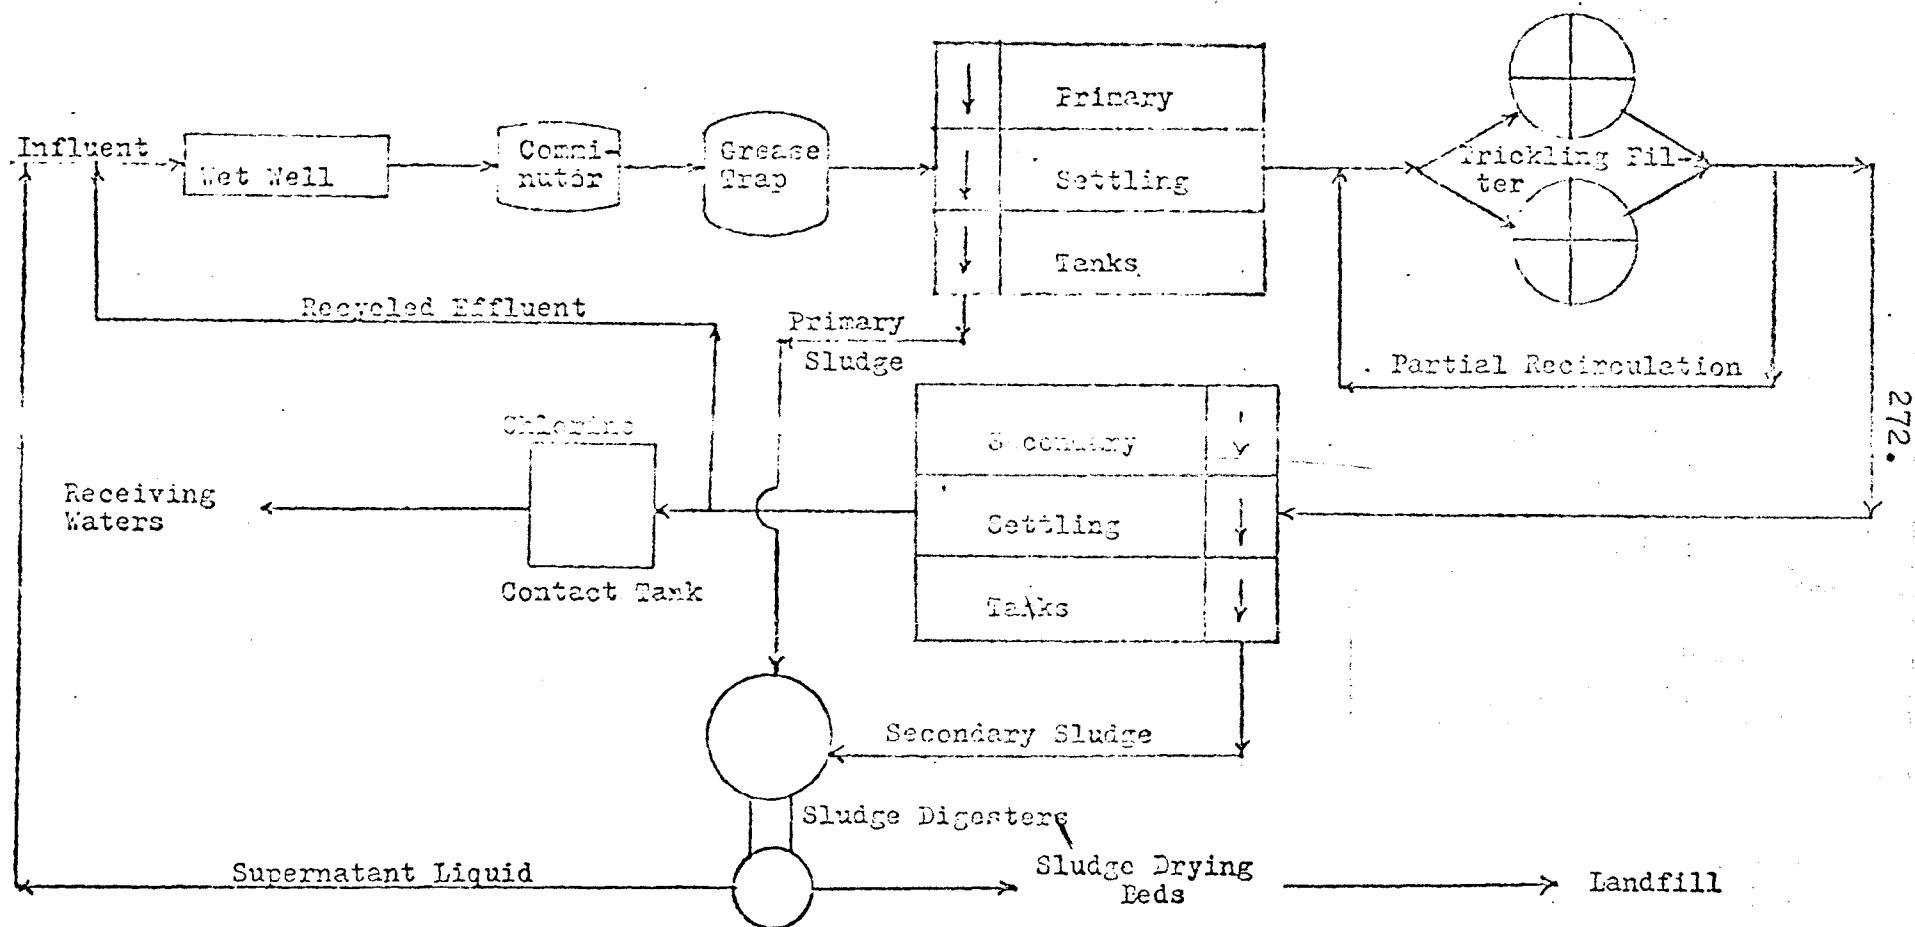 Influent
Wet Well
Commi-
nutor
Grease
Trap
Primary
Settling
Tanks
Trickling Fil-
ter
Recycled Effluent
Primary
Sludge
Partial Recirculation
272.
Chlorine
Contact Tank
Receiving
Waters
Secondary
Settling
Tanks
Secondary Sludge
Sludge Digesters
Supernatant Liquid
Sludge Drying
Beds
Landfill